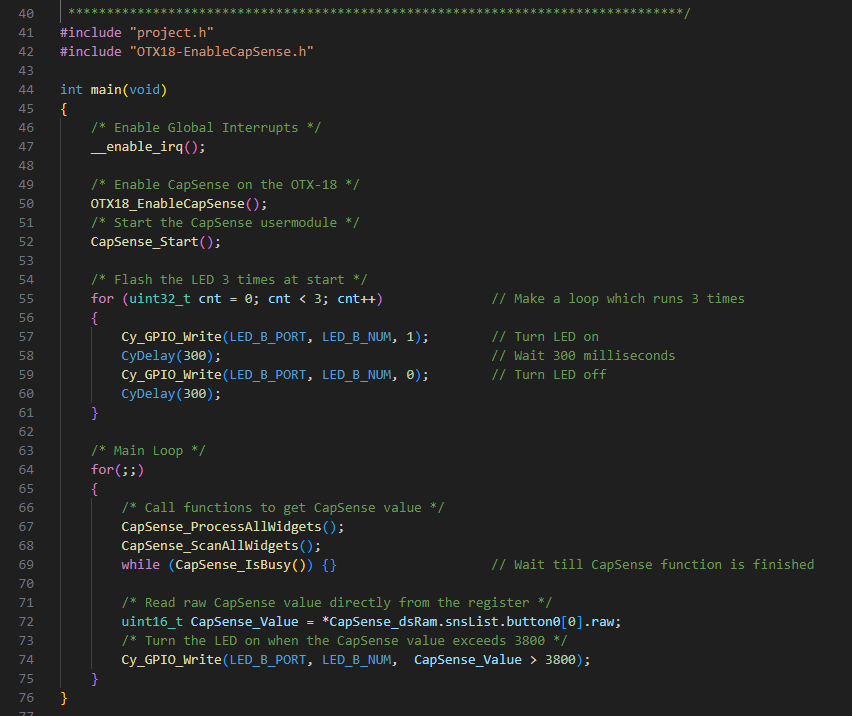 40 ********************************************************************************/
41 #include "project.h"
42 #include "OTX18-EnableCapSense.h"
43
44 int main(void)
45 {
46 /* Enable Global Interrupts */
47 __enable_irq();
48
49 /* Enable CapSense on the OTX-18 */
50 OTX18_EnableCapSense();
51 /* Start the CapSense usermodule */
52 CapSense_Start();
53
54 /* Flash the LED 3 times at start */
55 for (uint32_t cnt = 0; cnt < 3; cnt++) // Make a loop which runs 3 times
56 {
57 Cy_GPIO_Write(LED_B_PORT, LED_B_NUM, 1); // Turn LED on
58 CyDelay(300); // Wait 300 milliseconds
59 Cy_GPIO_Write(LED_B_PORT, LED_B_NUM, 0); // Turn LED off
60 CyDelay(300);
61 }
62
63 /* Main Loop */
64 for(;;)
65 {
66 /* Call functions to get CapSense value */
67 CapSense_ProcessAllWidgets();
68 CapSense_ScanAllWidgets();
69 while (CapSense_IsBusy()) {} // Wait till CapSense function is finished
70
71 /* Read raw CapSense value directly from the register */
72 uint16_t CapSense_Value = *CapSense_dsRam.snsList.button0[0].raw;
73 /* Turn the LED on when the CapSense value exceeds 3800 */
74 Cy_GPIO_Write(LED_B_PORT, LED_B_NUM, CapSense_Value > 3800);
75 }
76 }
77